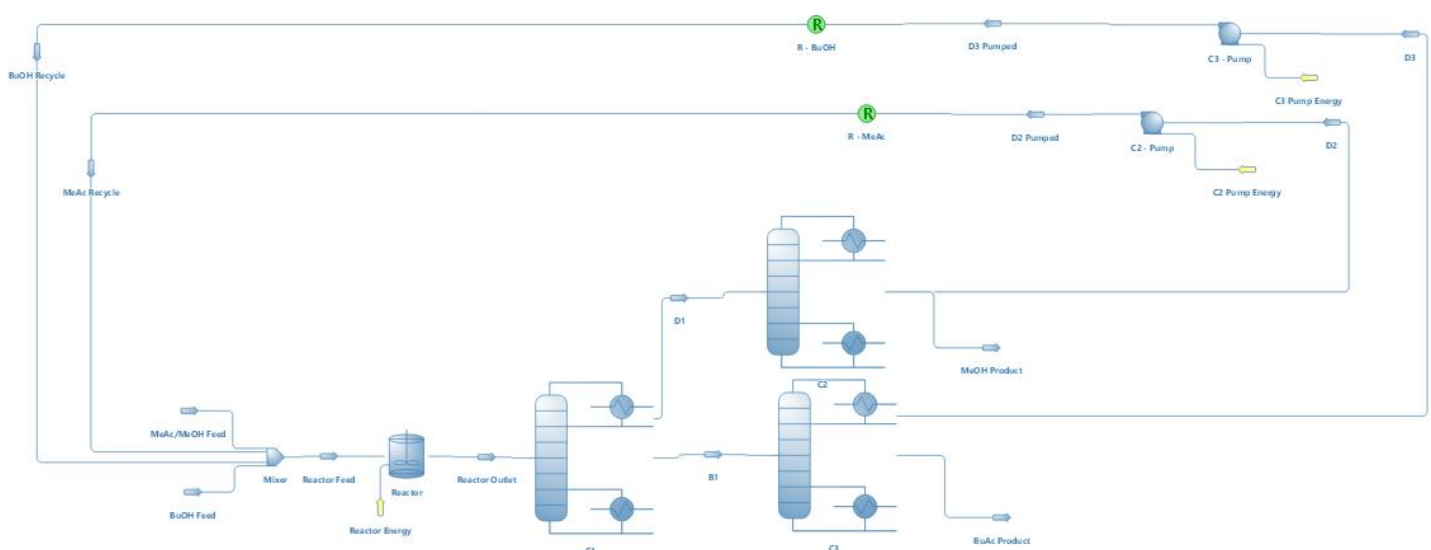 R
R - BuOH
D3 Pumped
C3 - Pump
D3
BuOH Recycle
C3 Pump Energy
R
R - MeAc
D2 Pumped
C2 - Pump
D2
MeAc Recycle
C2 Pump Energy
D1
MeOH Product
C2
MeAc/MeOH Feed
Mixer
Reactor Feed
Reactor
Reactor Outlet
B1
BuOH Feed
Reactor Energy
BuAc Product
C3